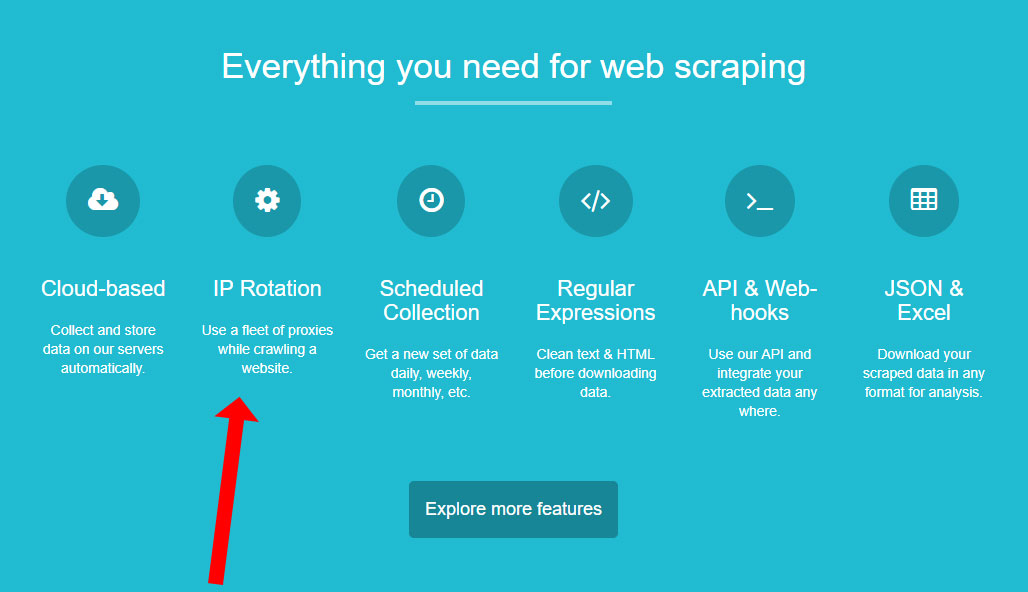 Everything you need for web scraping
Cloud-based
Collect and store
data on our servers
automatically.
IP Rotation
Use a fleet of proxies
while crawling a
website.
Scheduled
Collection
Get a new set of data
daily, weekly,
monthly, etc.
Regular
Expressions
Clean text & HTML
before downloading
data.
API & Web-
hooks
Use our API and
integrate your
extracted data any
where.
JSON &
Excel
Download your
scraped data in any
format for analysis.
Explore more features